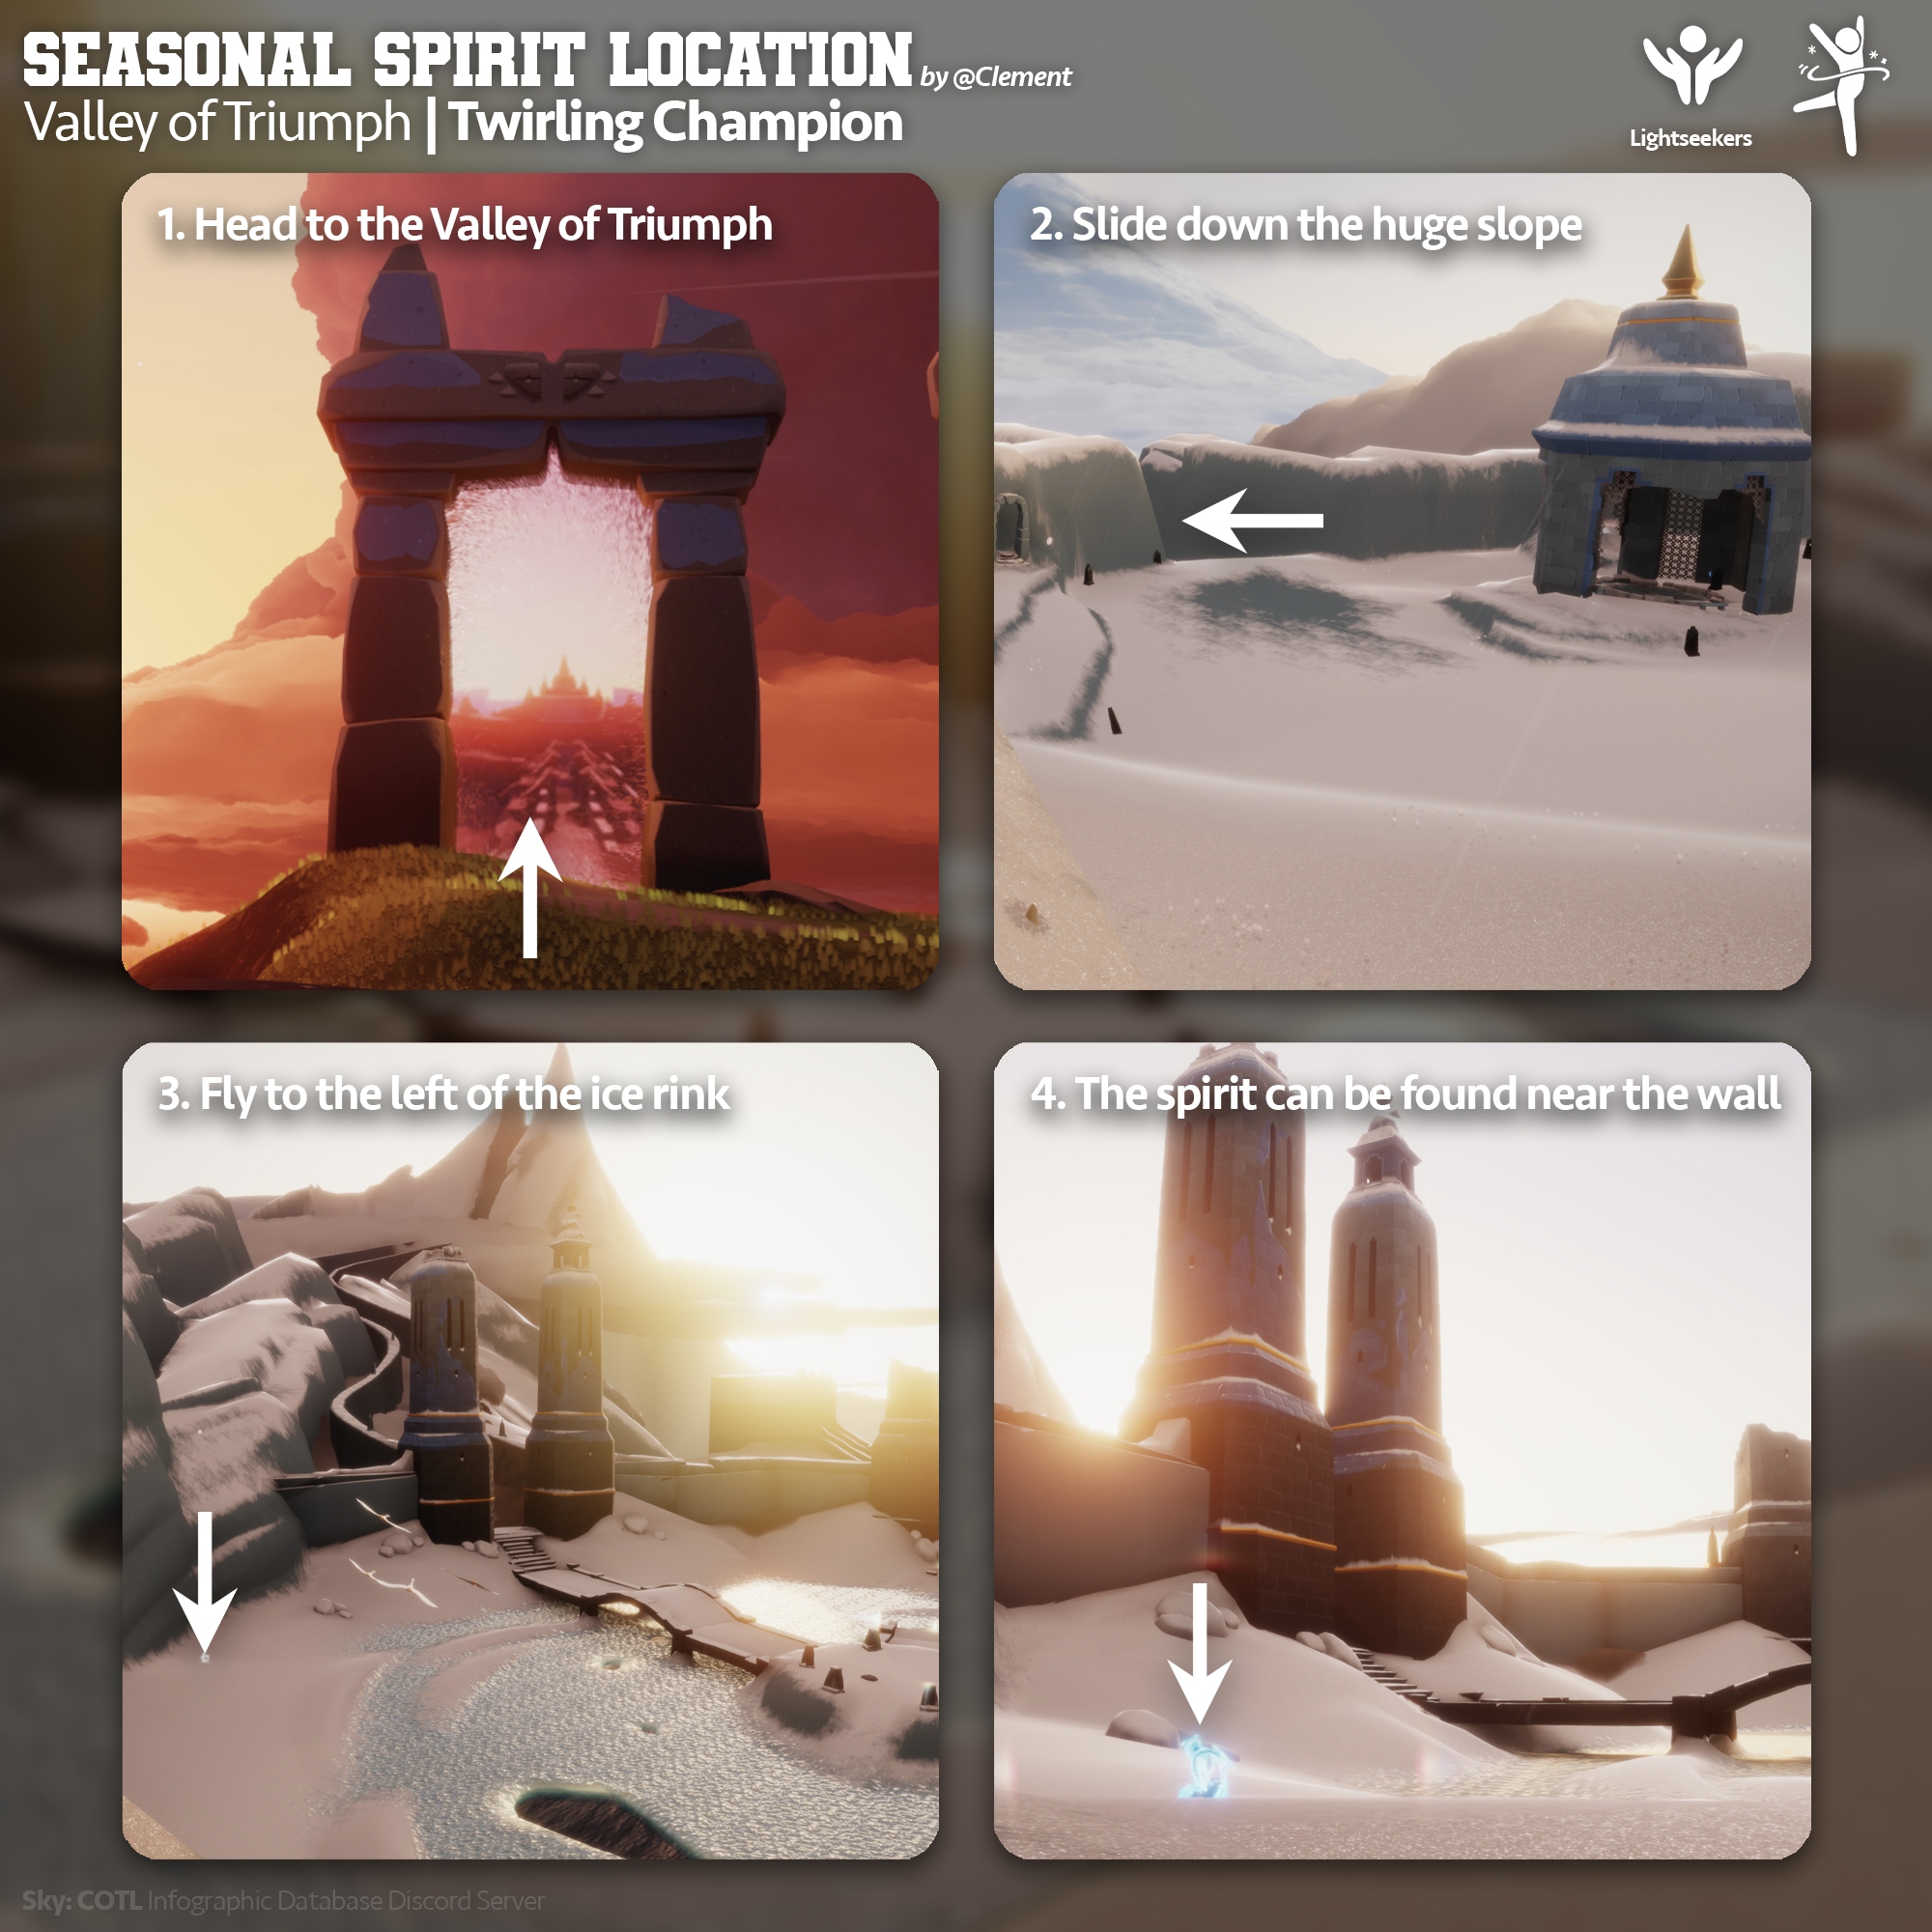 SEASONAL SPIRIT LOCATION by @Clement
Valley of Triumph | Twirling Champion
Lightseekers
1. Head to the Valley of Triumph
2. Slide down the huge slope
3. Fly to the left of the ice rink
4. The spirit can be found near the wall
Sky: COTL Infographic Database Discord Server